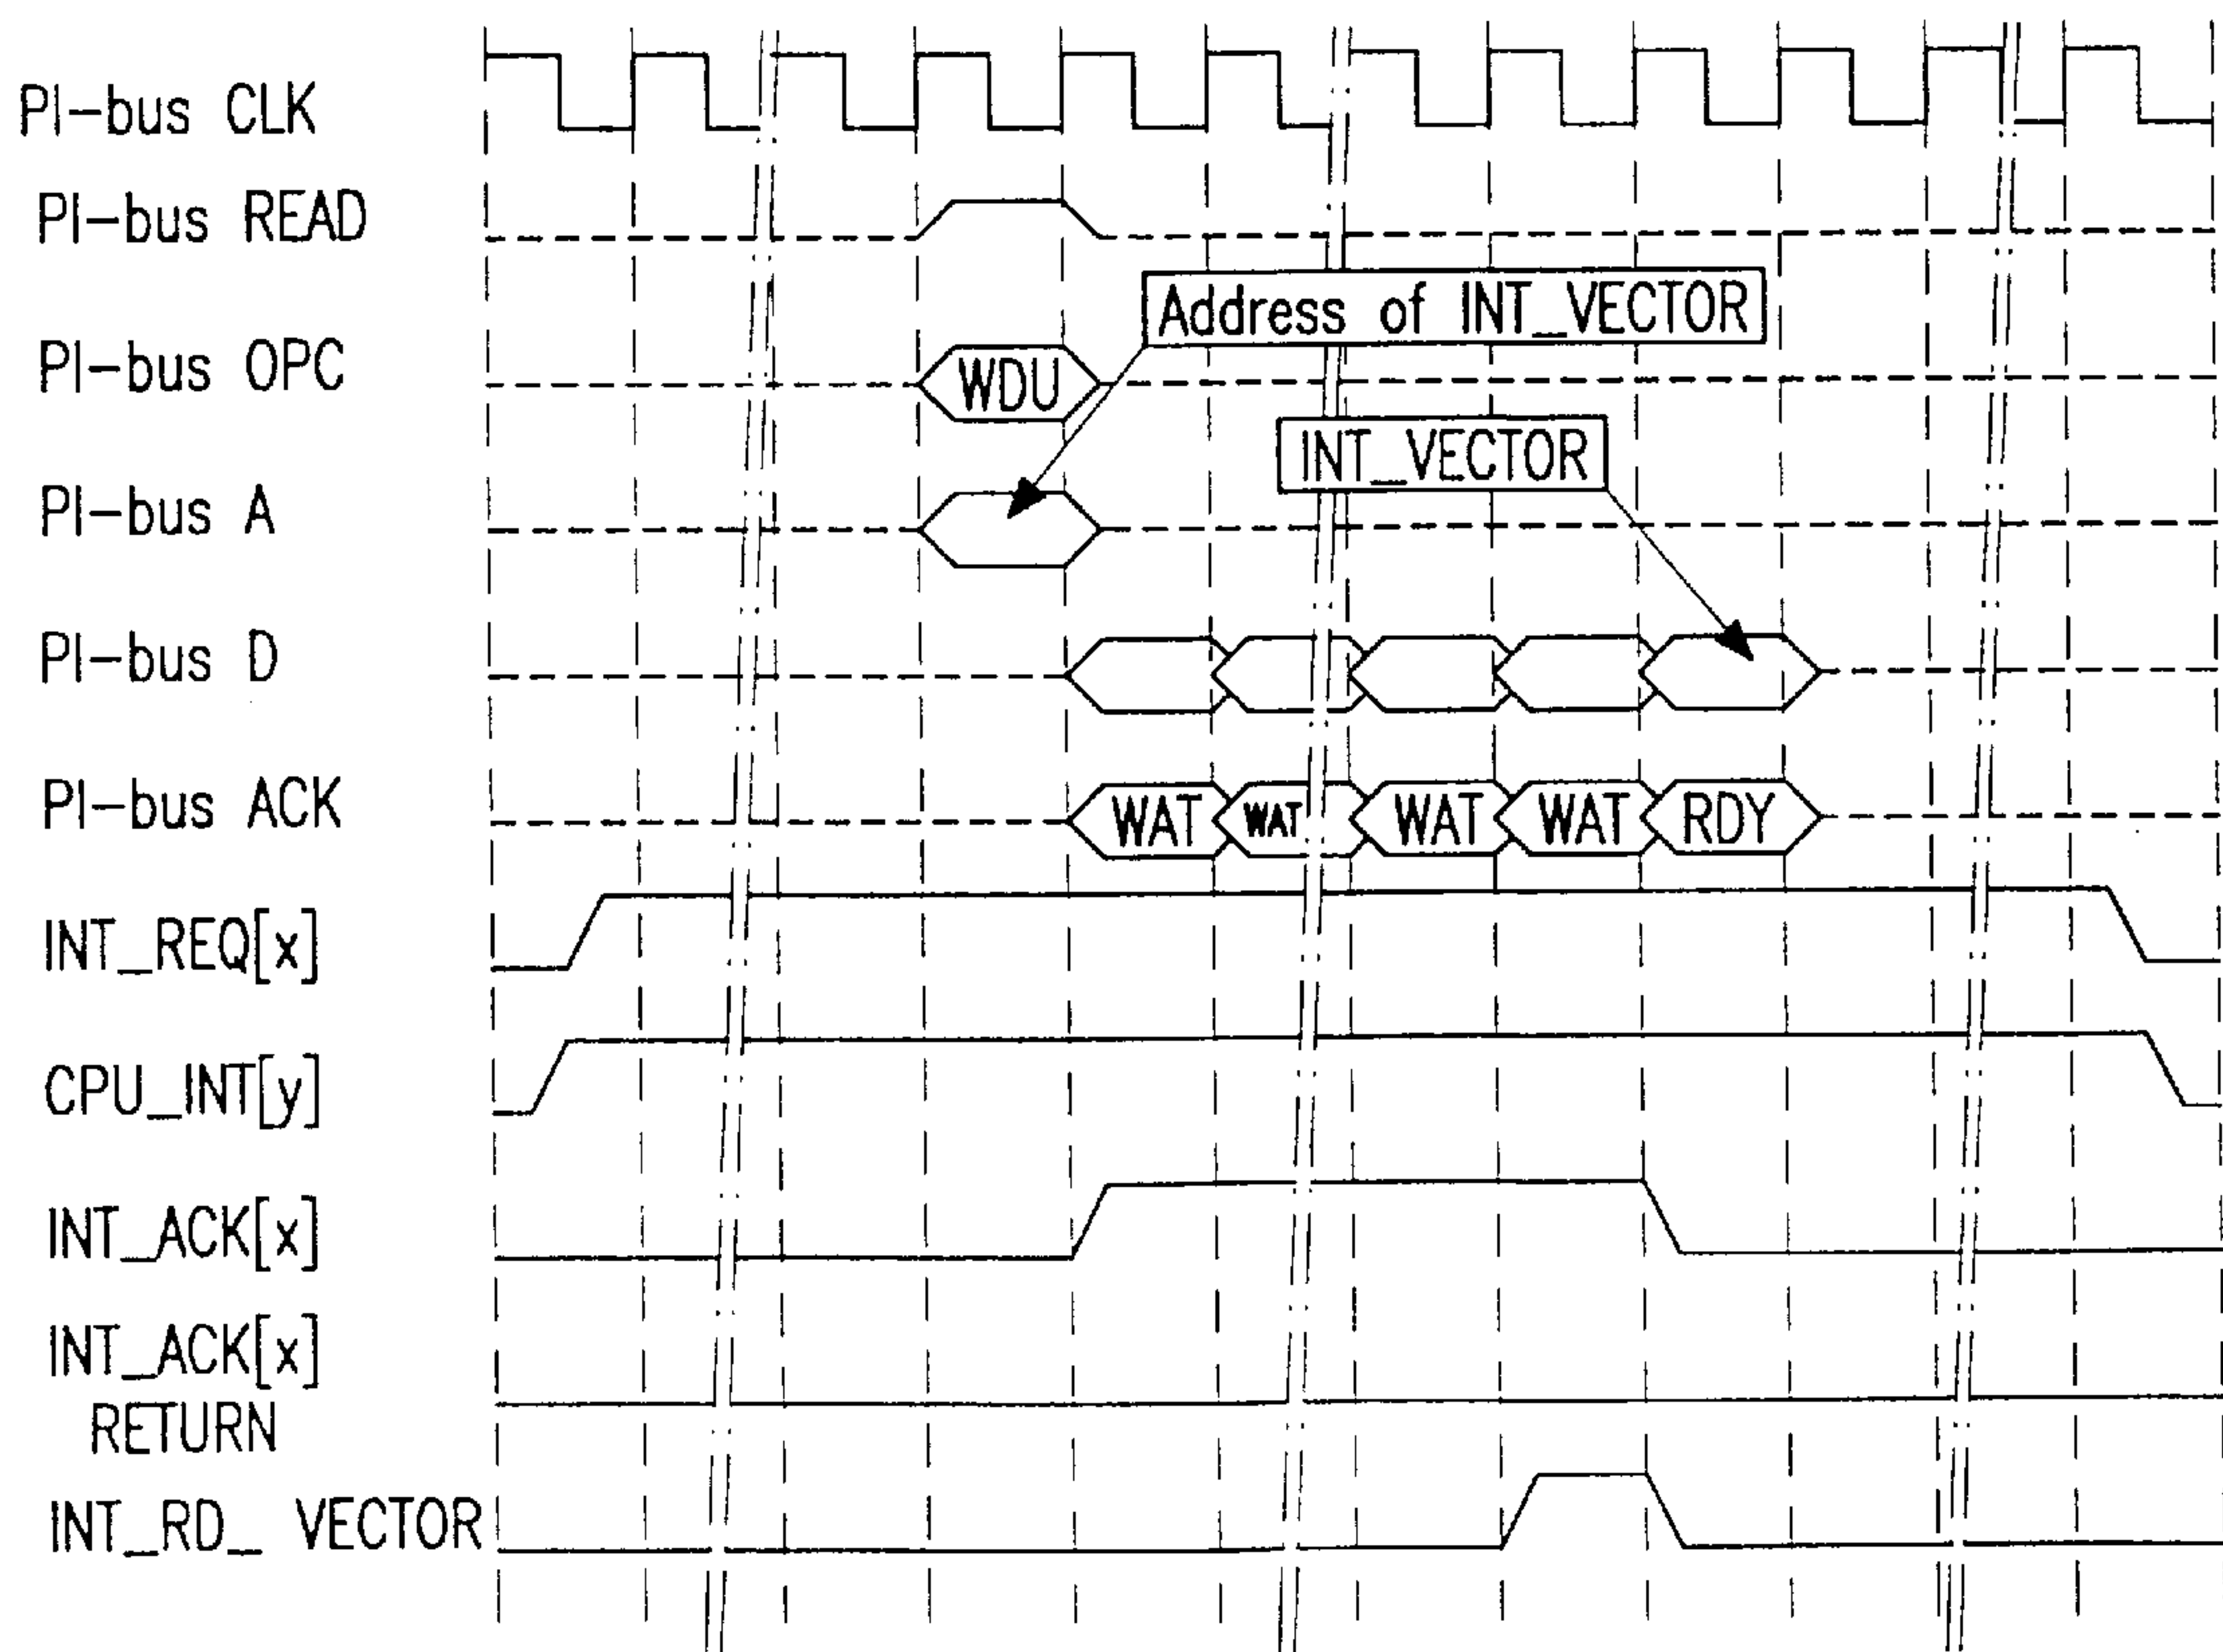 PI-bus CLK
PI-bus READ
Address of INT_VECTOR
PI-bus OPC
WDU
INT_VECTOR
PI-bus A
PI-bus D
PI-bus ACK
WAT WAT WAT WAT RDY
INT_REQ[x]
CPU_INT[y]
INT_ACK[x]
INT_ACK[x]
RETURN
INT_RD_ VECTOR